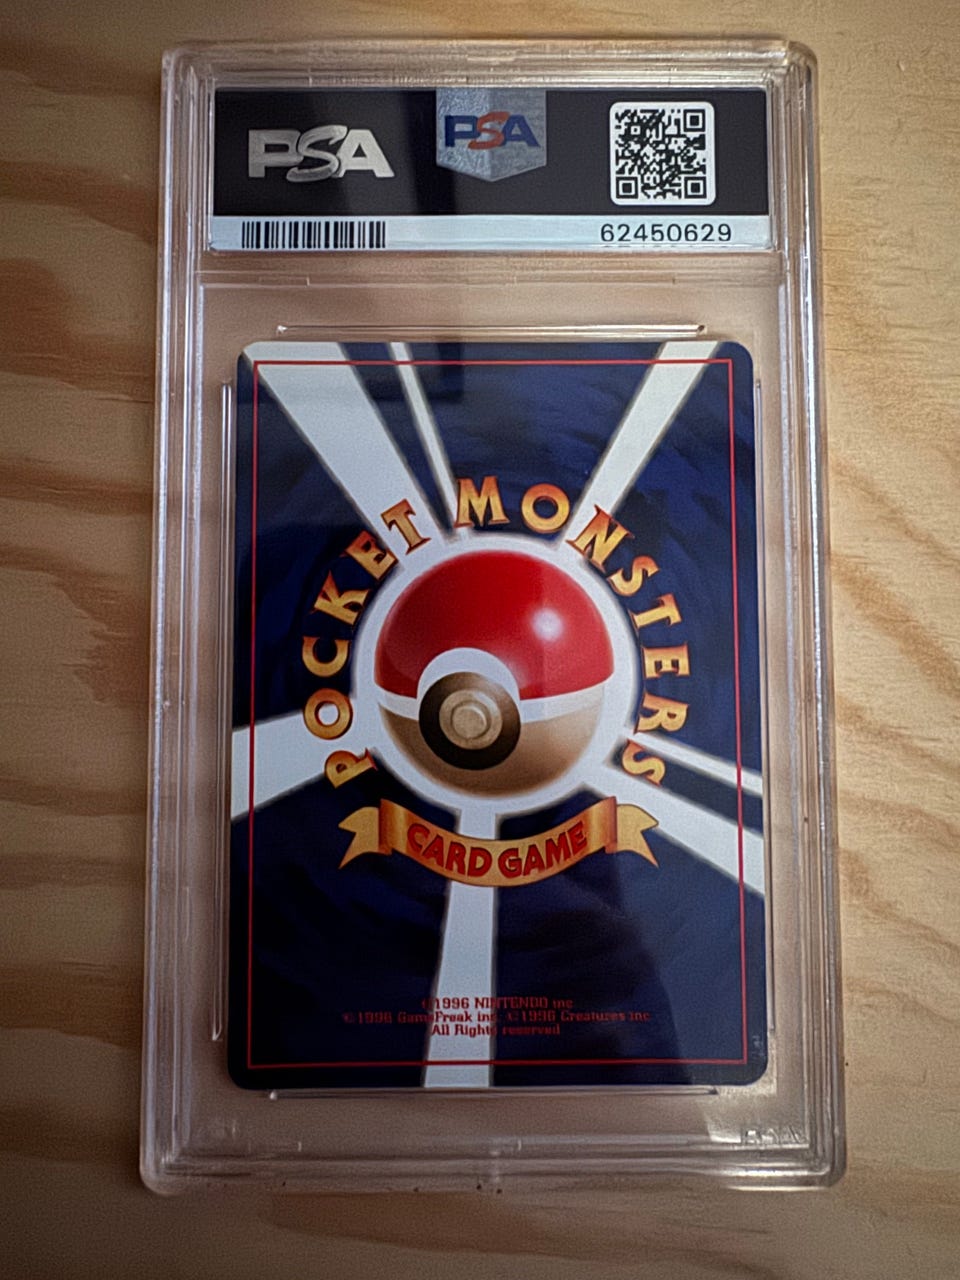 PSA
PSA
62450629
POCKET MONSTERS
CARD GAME
©1996 NINTENDO inc
©1996 GameFreak inc. ©1996 Creatures inc
All Rights reserved